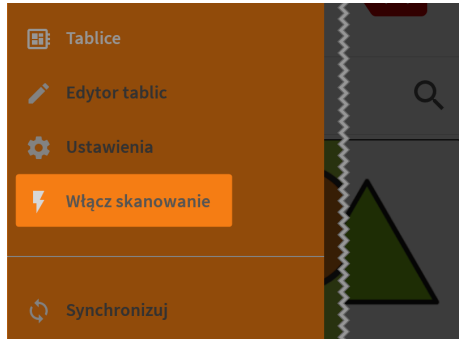 Tablice
Edytor tablic
Ustawienia
Włącz skanowanie
Synchronizuj